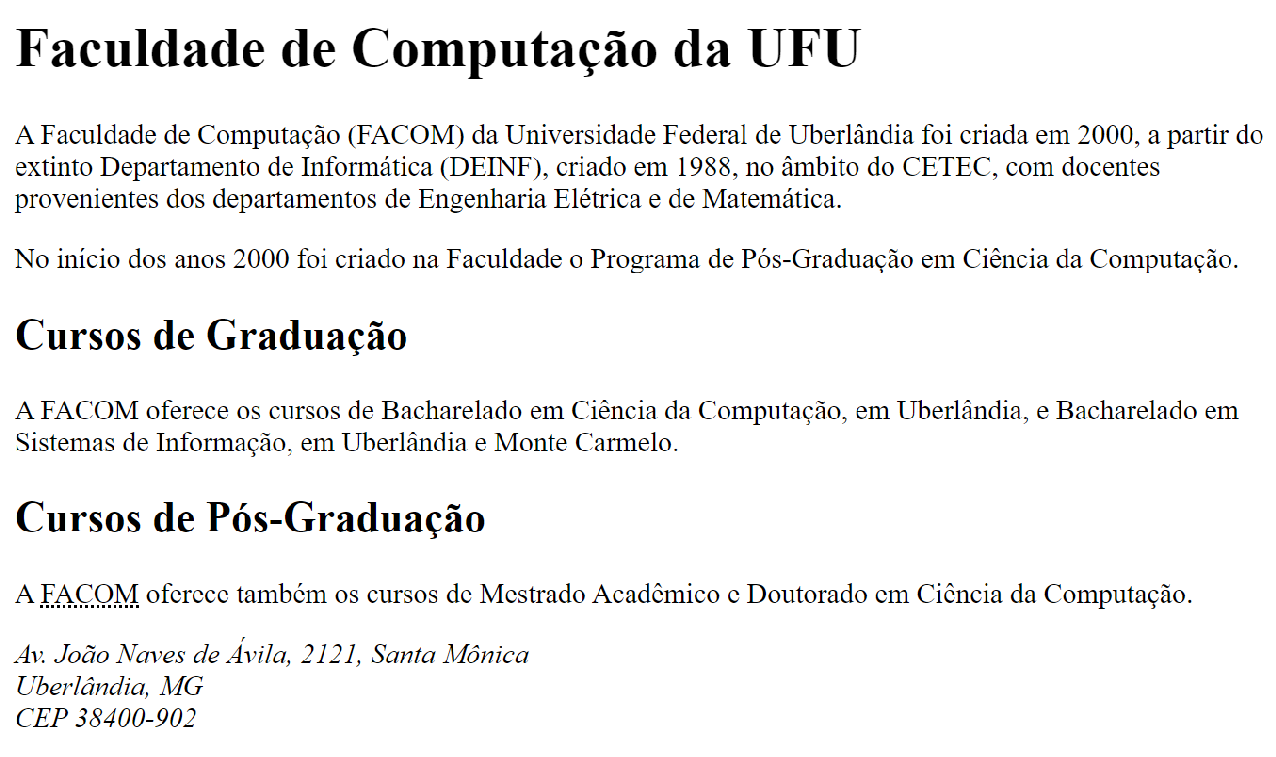 Faculdade de Computação da UFU
A Faculdade de Computação (FACOM) da Universidade Federal de Uberlândia foi criada em 2000, a partir do
extinto Departamento de Informática (DEINF), criado em 1988, no âmbito do CETEC, com docentes
provenientes dos departamentos de Engenharia Elétrica e de Matemática.
No início dos anos 2000 foi criado na Faculdade o Programa de Pós-Graduação em Ciência da Computação.
Cursos de Graduação
A FACOM oferece os cursos de Bacharelado em Ciência da Computação, em Uberlândia, e Bacharelado em
Sistemas de Informação, em Uberlândia e Monte Carmelo.
Cursos de Pós-Graduação
A FACOM oferece também os cursos de Mestrado Acadêmico e Doutorado em Ciência da Computação.
Av. João Naves de Ávila, 2121, Santa Mônica
Uberlândia, MG
CEP 38400-902